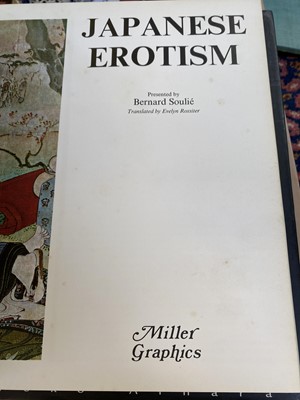 JAPANESE
EROTISM
Presented by
Bernard Soulié
Translated by Evelyn Rossiter
Miller
Graphics